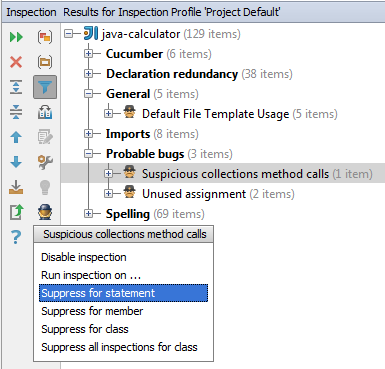 Inspection Results for Inspection Profile 'Project Default'
java-calculator (129 items)
Cucumber (6 items)
Declaration redundancy (38 items)
General (5 items)
Default File Template Usage (5 items)
Imports (8 items)
Probable bugs (3 items)
Suspicious collections method calls (1 item)
Unused assignment (2 items)
Spelling (69 items)
Suspicious collections method calls
Disable inspection
Run inspection on ...
Suppress for statement
Suppress for member
Suppress for class
Suppress all inspections for class